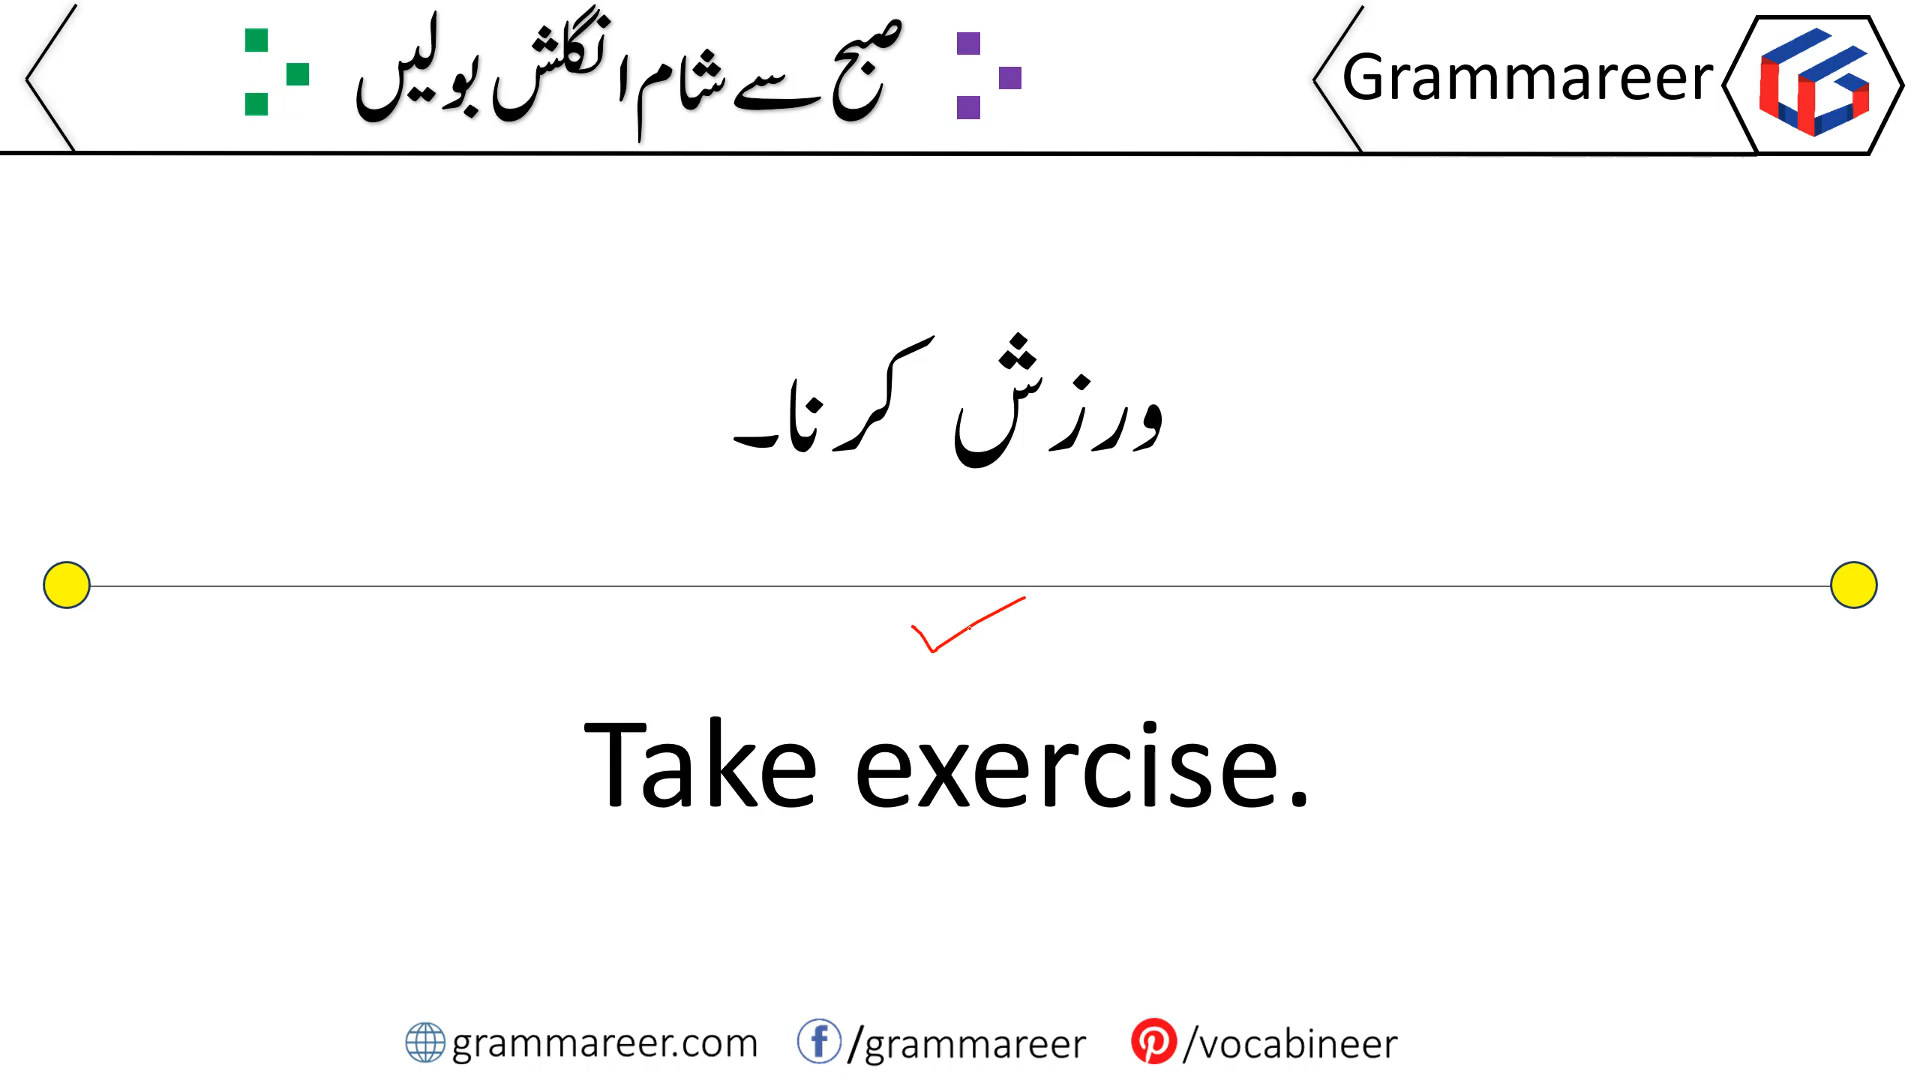 صبح سے شام انگلش بولیں
Grammareer
ورزش کرنا۔
Take exercise.
grammareer.com /grammareer /vocabineer